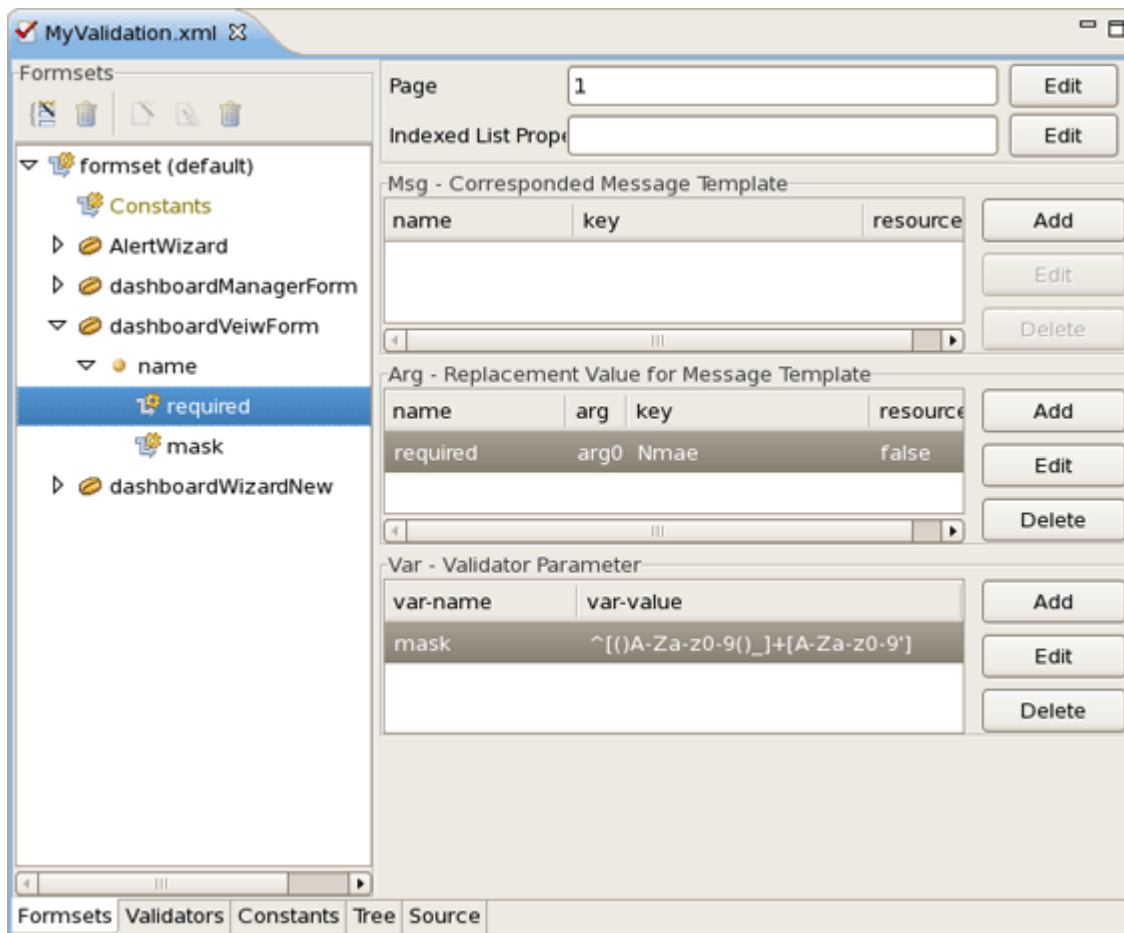 MyValidation.xml
Formsets
formset (default)
Constants
AlertWizard
dashboardManagerForm
dashboardVeiwForm
name
required
mask
dashboardWizardNew
Page 1 Edit
Indexed List Prope Edit
Msg - Corresponded Message Template
name key resource Add
Edit
Delete
Arg - Replacement Value for Message Template
name arg key resource Add
required arg0 Nmae false
Edit
Delete
Var - Validator Parameter
var-name var-value Add
mask ^[()A-Za-z0-9()_]+[A-Za-z0-9']
Edit
Delete
Formsets Validators Constants Tree Source